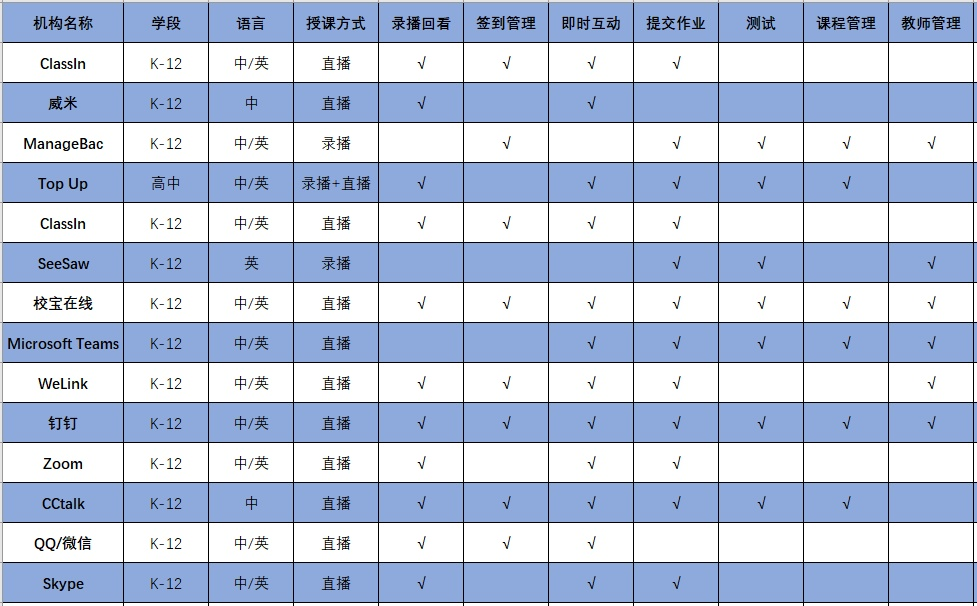 机构名称 学段 语言 授课方式 录播回看 签到管理 即时互动 提交作业 测试 课程管理 教师管理
ClassIn K-12 中/英 直播 √ √ √ √
威米 K-12 中 直播 √ √
ManageBac K-12 中/英 录播 √ √ √ √ √
Top Up 高中 中/英 录播+直播 √ √ √ √ √
ClassIn K-12 中/英 直播 √ √ √ √
SeeSaw K-12 英 录播 √ √ √
校宝在线 K-12 中/英 直播 √ √ √ √ √ √ √
Microsoft Teams K-12 中/英 直播 √ √ √ √ √
WeLink K-12 中/英 直播 √ √ √ √ √
钉钉 K-12 中/英 直播 √ √ √ √ √ √ √
Zoom K-12 中/英 直播 √ √ √
CCtalk K-12 中 直播 √ √ √ √ √ √
QQ/微信 K-12 中/英 直播 √ √ √
Skype K-12 中/英 直播 √ √ √